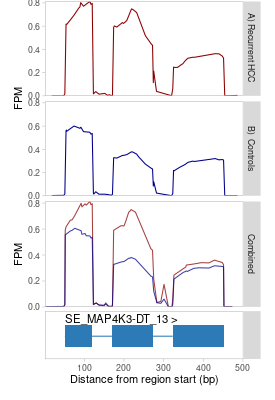 0.8
0.6
0.4
0.2
0.0
FPM
A) Recurrent HCC
0.8
0.6
0.4
0.2
0.0
FPM
B) Controls
0.8
0.6
0.4
0.2
0.0
FPM
Combined
SE_MAP4K3-DT_13 >
100 200 300 400 500
Distance from region start (bp)